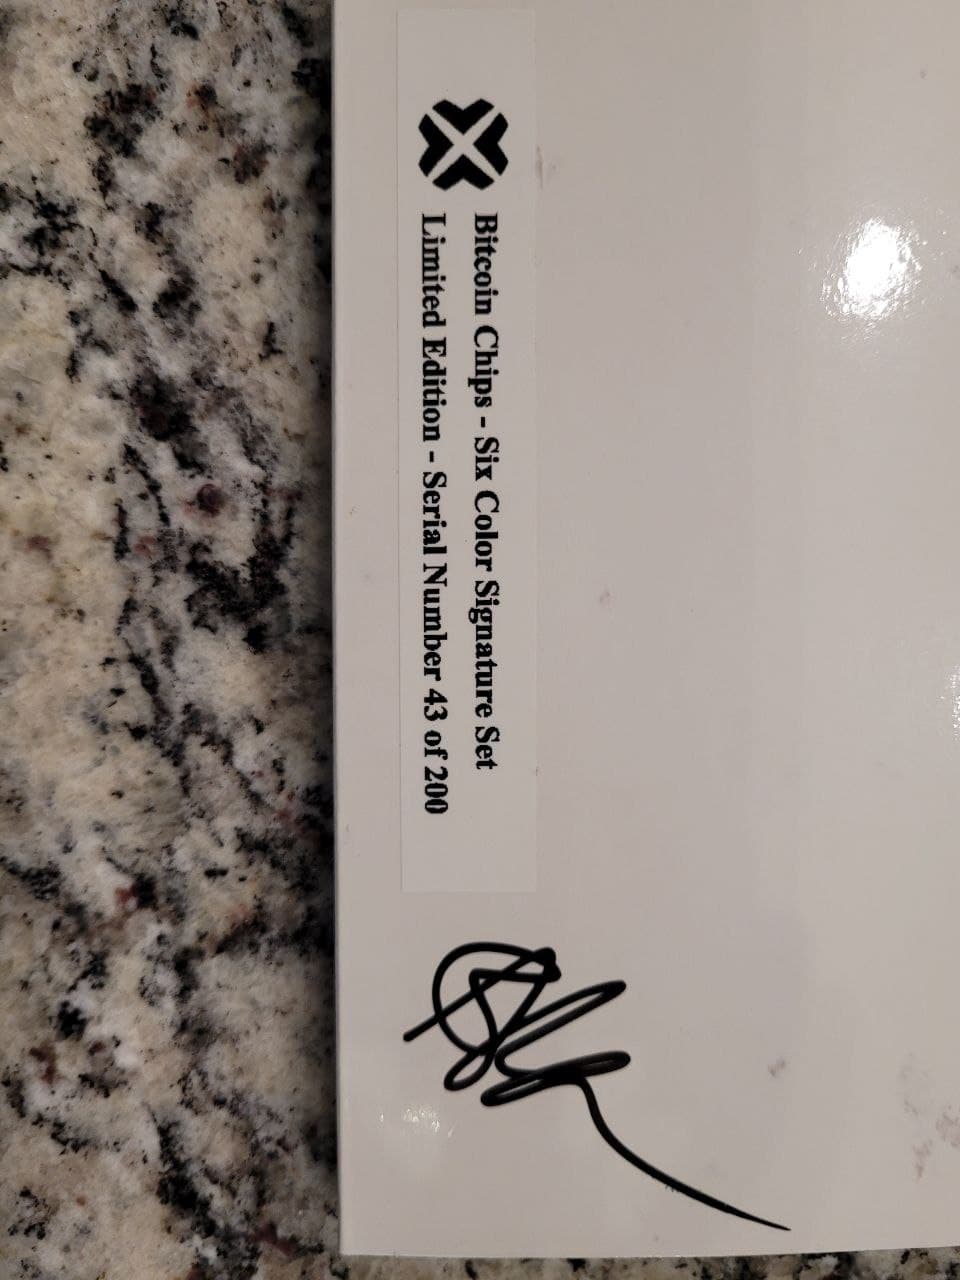 Bitcoin Chips - Six Color Signature Set
Limited Edition - Serial Number 43 of 200